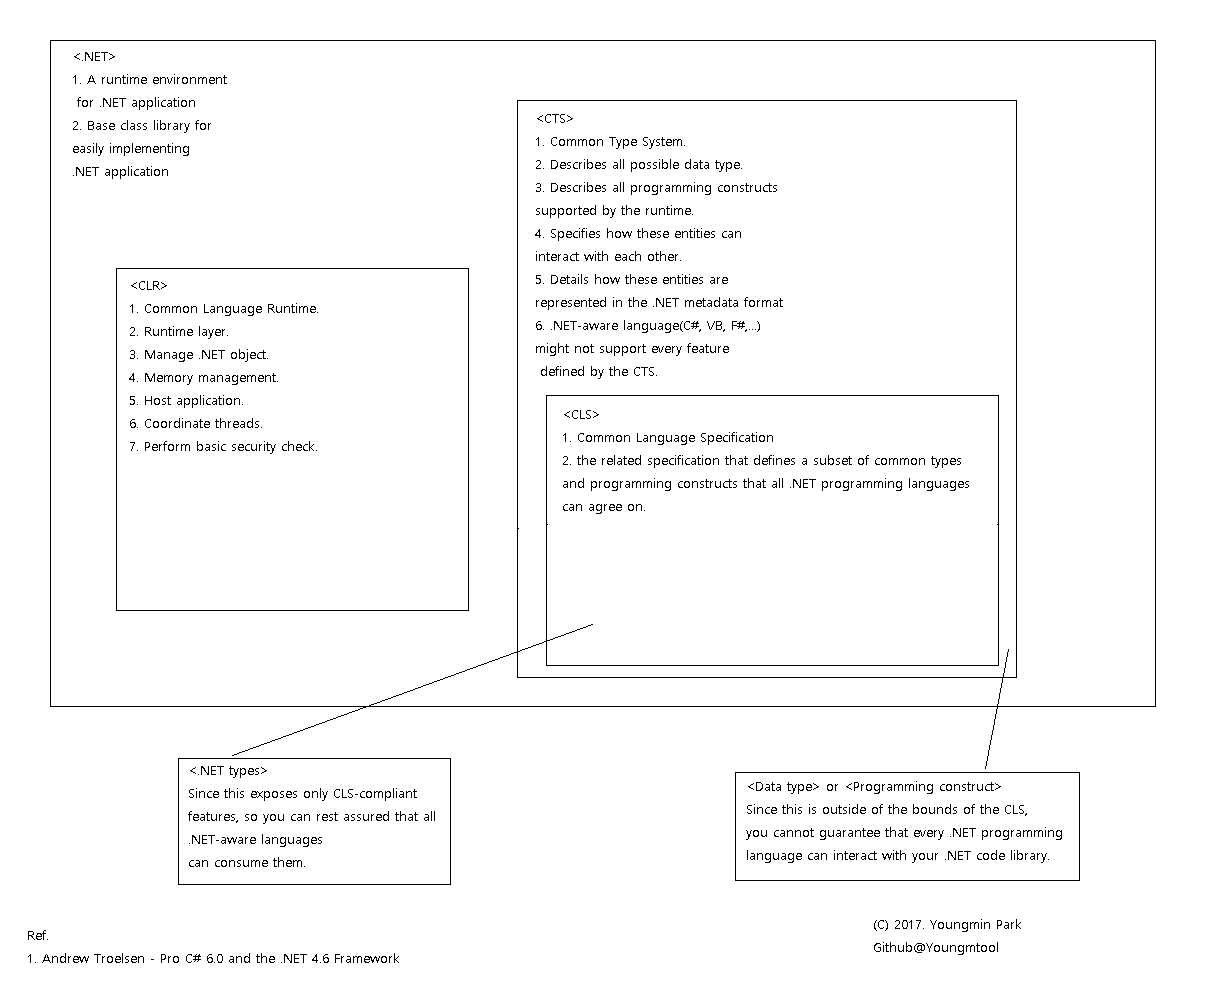 <.NET>
1. A runtime environment
for .NET application
2. Base class library for
easily implementing
.NET application
<CLR>
1. Common Language Runtime.
2. Runtime layer.
3. Manage .NET object.
4. Memory management.
5. Host application.
6. Coordinate threads.
7. Perform basic security check.
<CTS>
1. Common Type System.
2. Describes all possible data type.
3. Describes all programming constructs
supported by the runtime.
4. Specifies how these entities can
interact with each other.
5. Details how these entities are
represented in the .NET metadata format
6. .NET-aware language(C#, VB, F#,...)
might not support every feature
defined by the CTS.
<CLS>
1. Common Language Specification
2. the related specification that defines a subset of common types
and programming constructs that all .NET programming languages
can agree on.
<.NET types>
Since this exposes only CLS-compliant
features, so you can rest assured that all
.NET-aware languages
can consume them.
<Data type> or <Programming construct>
Since this is outside of the bounds of the CLS,
you cannot guarantee that every .NET programming
language can interact with your .NET code library.
Ref.
1. Andrew Troelsen - Pro C# 6.0 and the .NET 4.6 Framework
(C) 2017. Youngmin Park
Github@Youngmtool